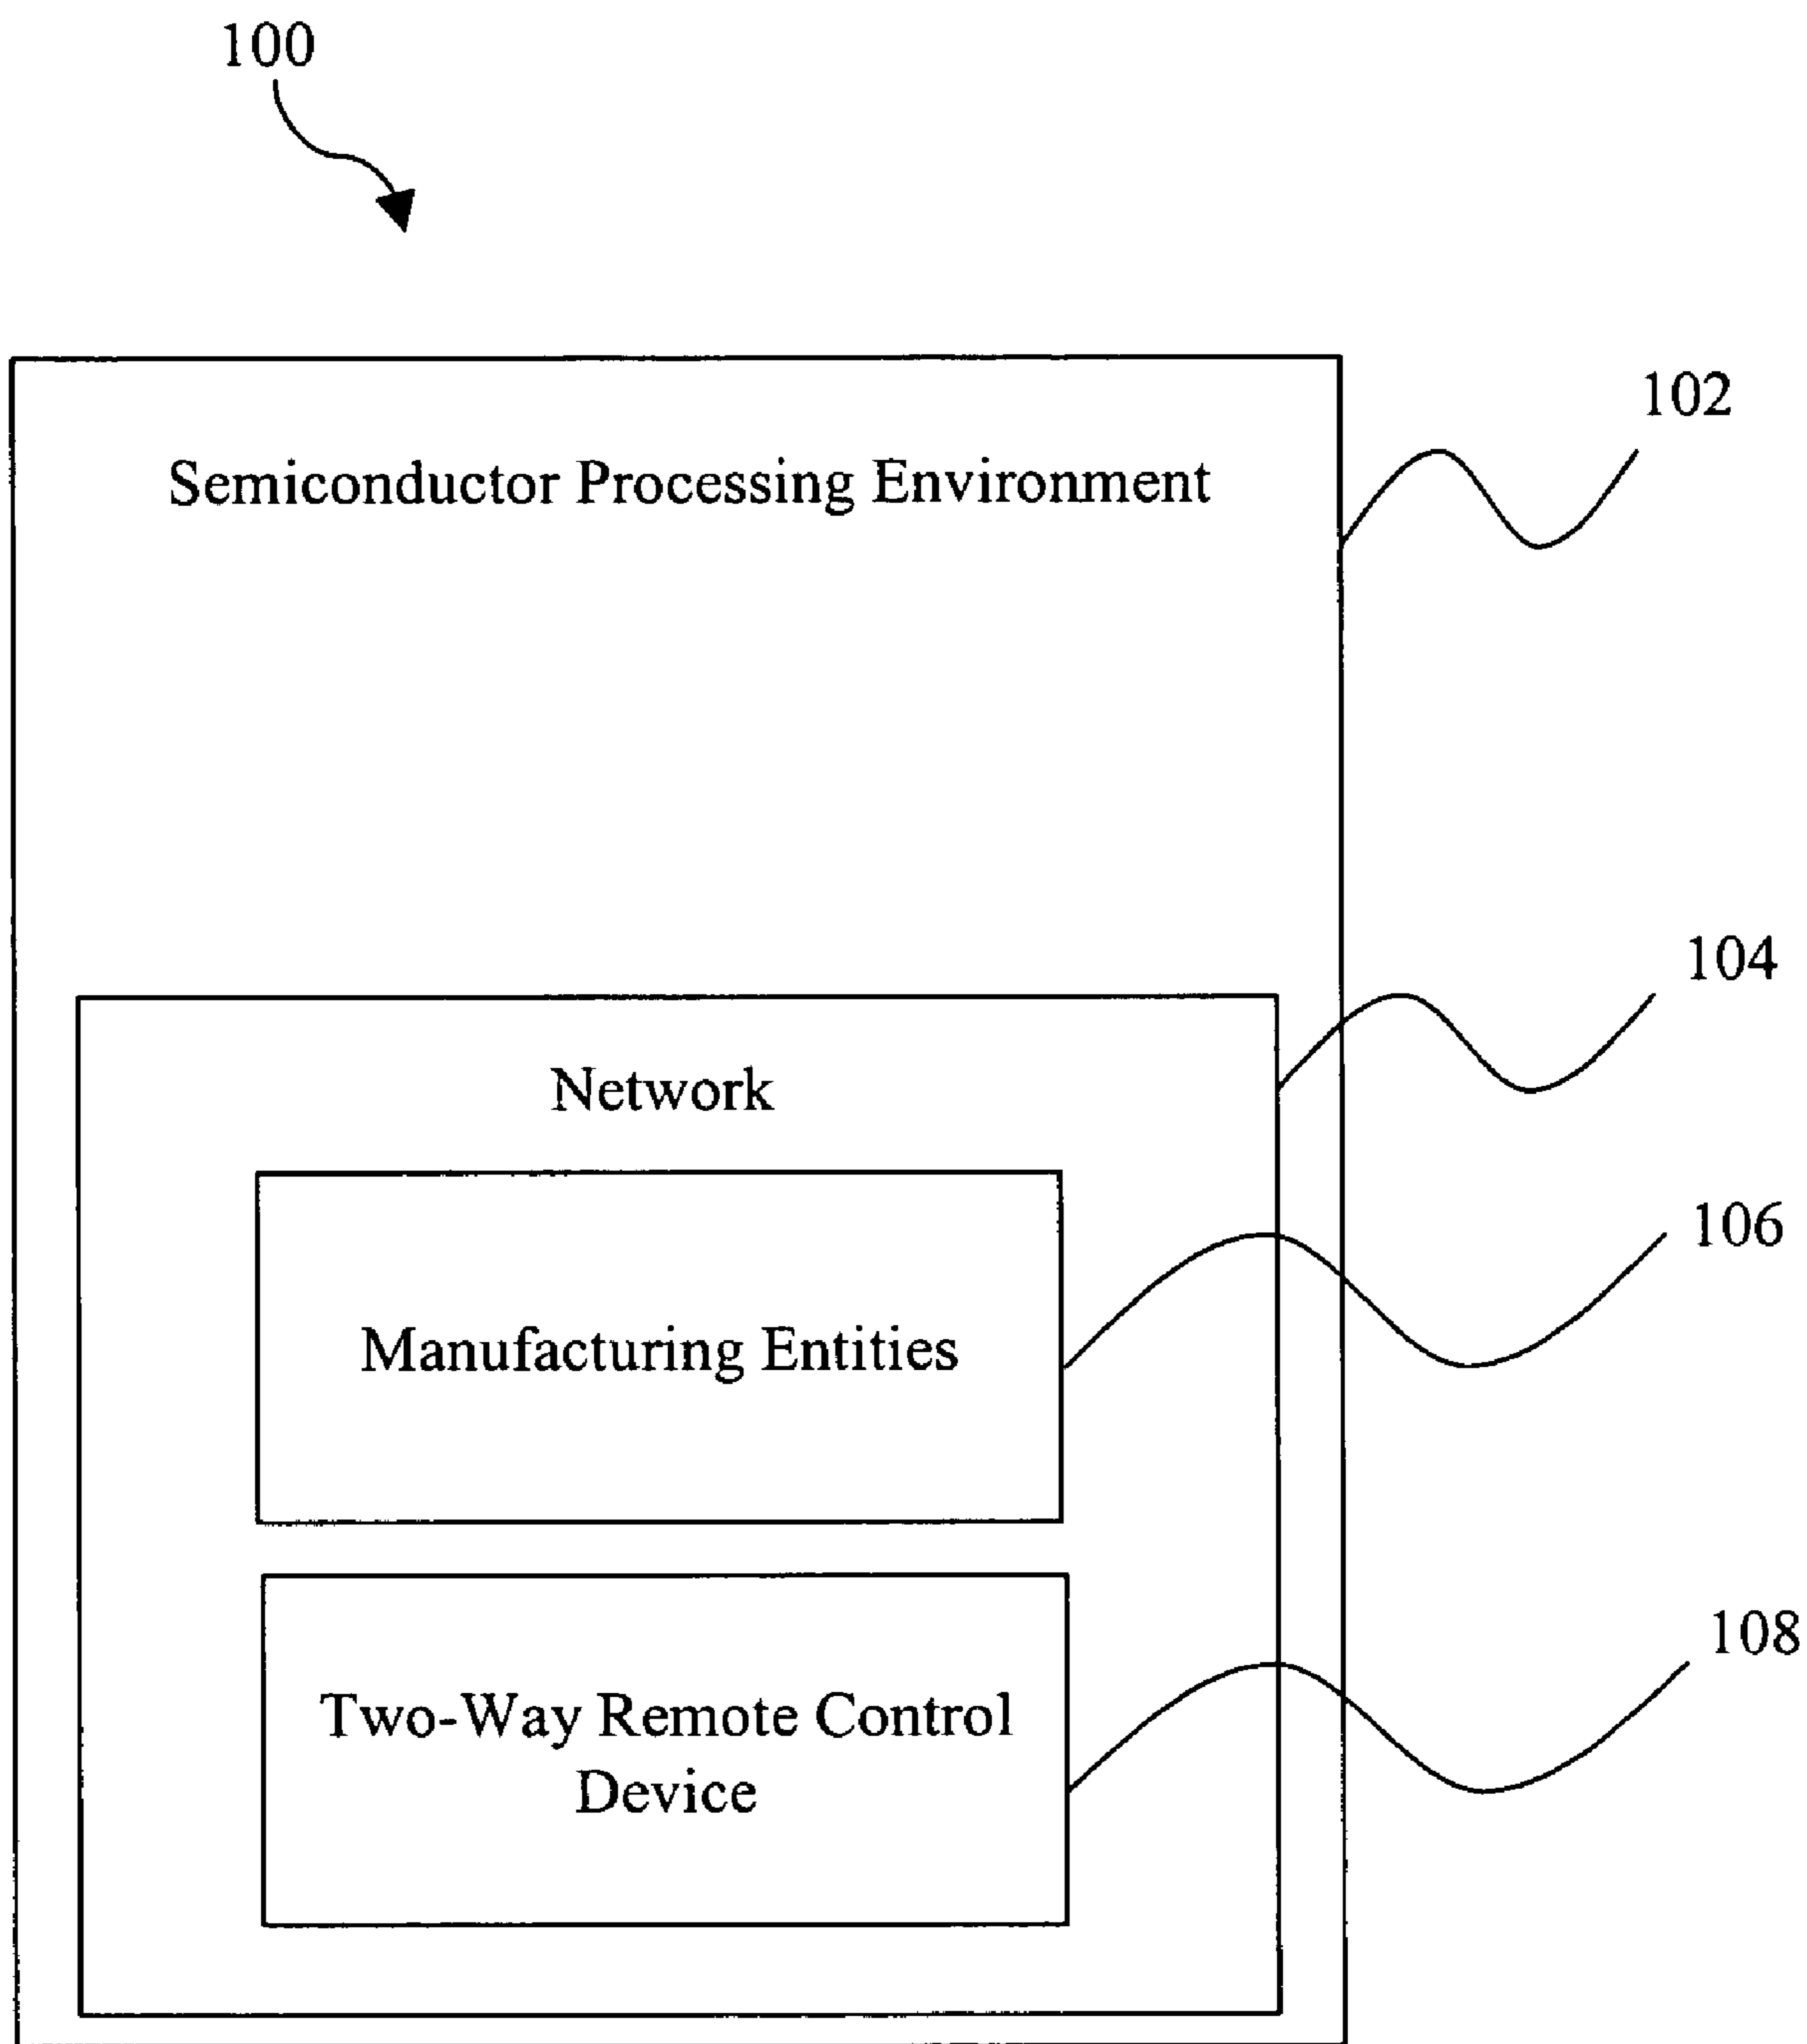 100
102
Semiconductor Processing Environment
104
Network
106
Manufacturing Entities
108
Two-Way Remote Control
Device